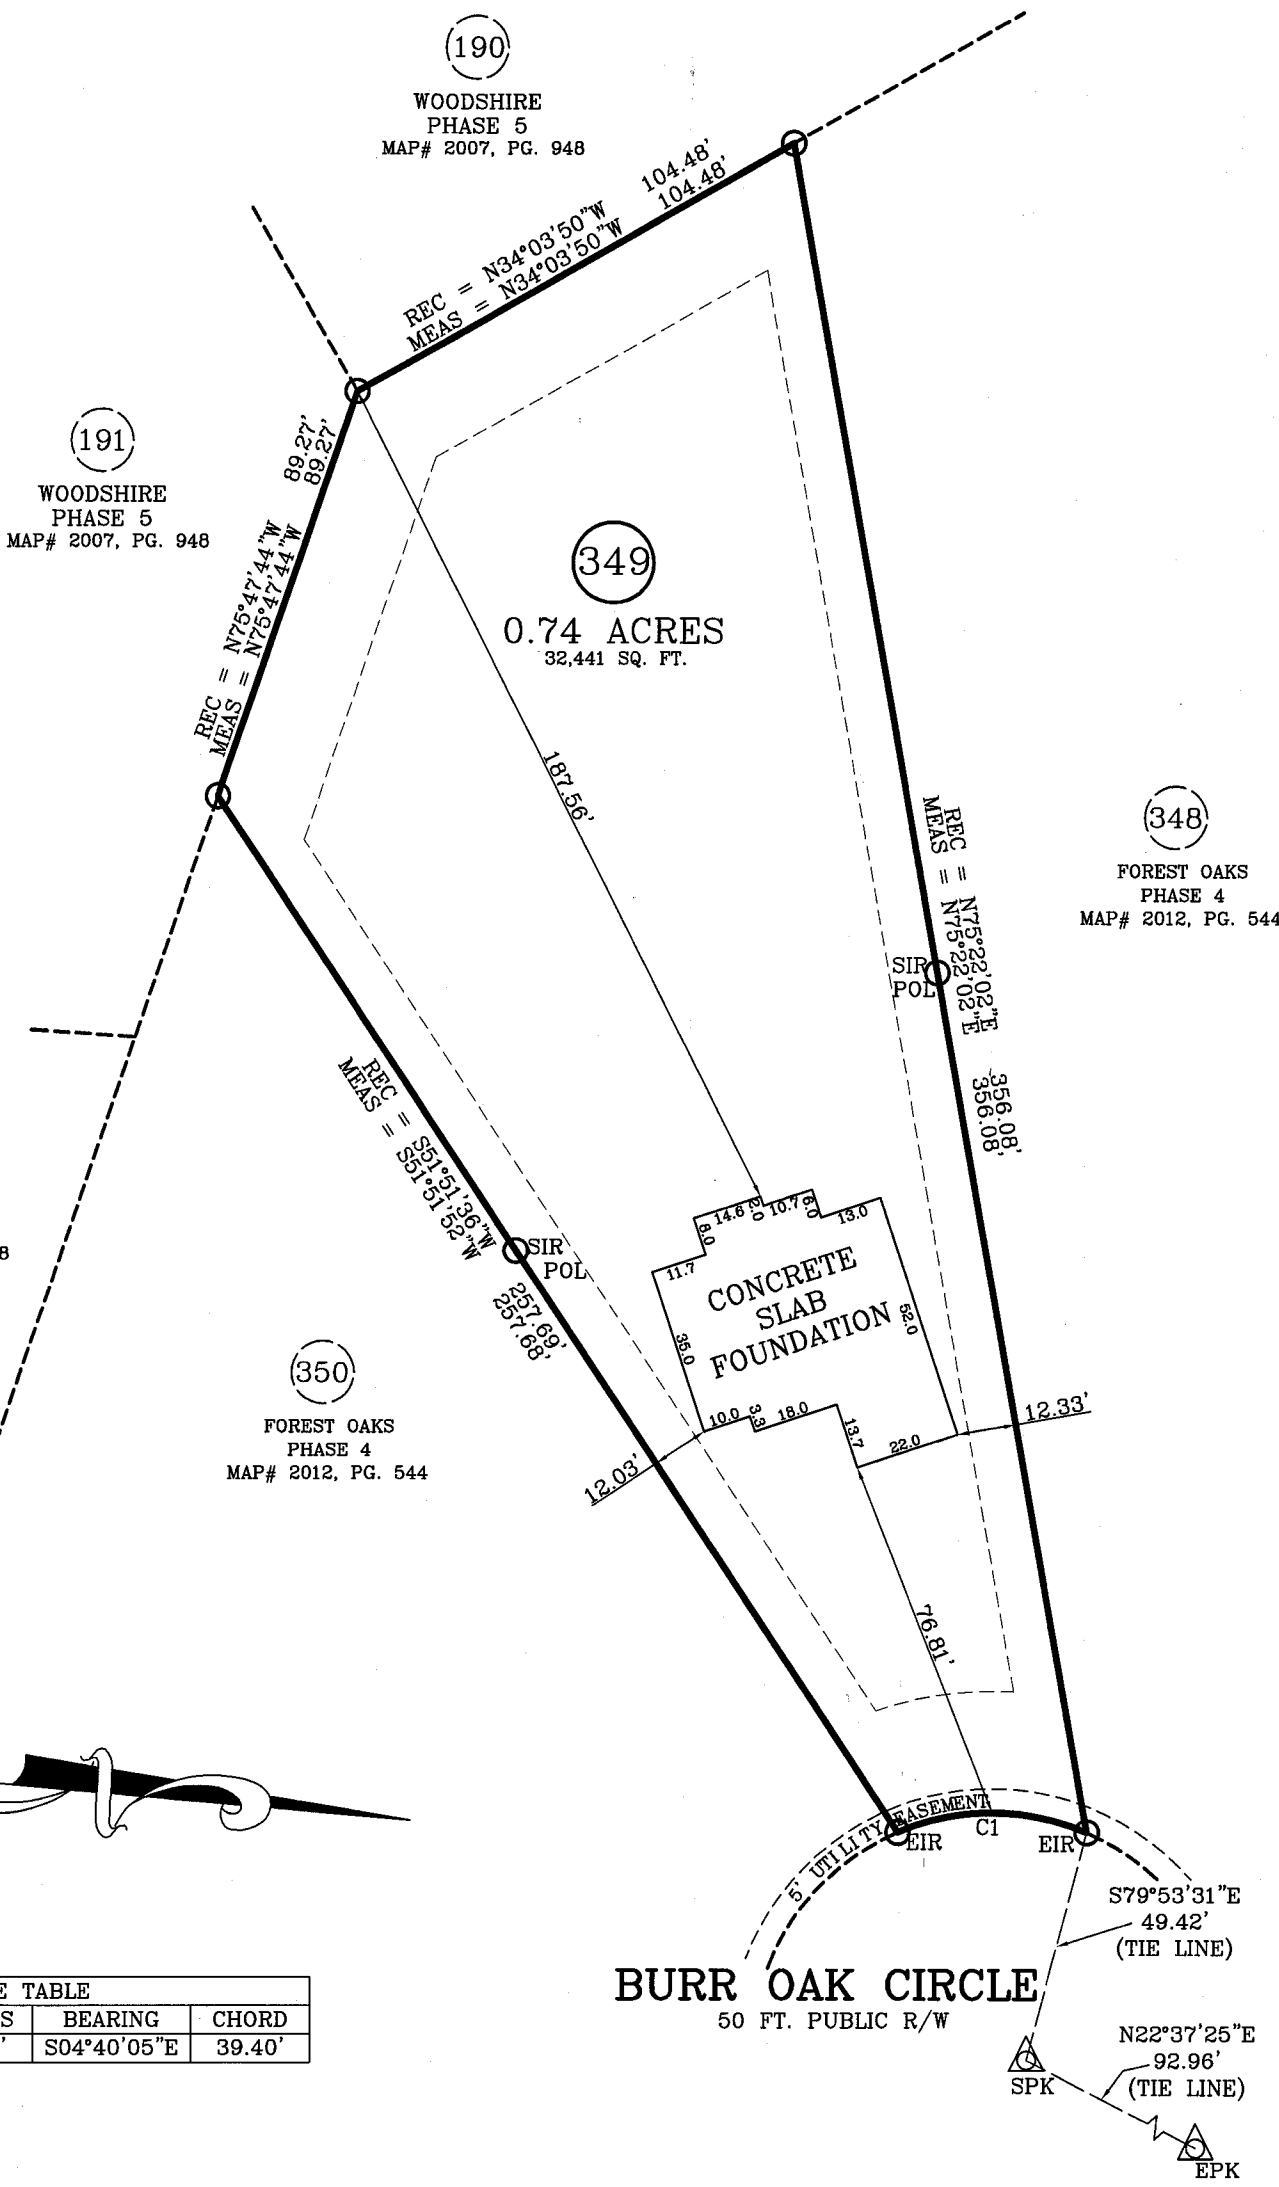 190
WOODSHIRE
PHASE 5
MAP# 2007, PG. 948
REC = N34°03'50"W 104.48'
MEAS = N34°03'50"W 104.48'
191
WOODSHIRE
PHASE 5
MAP# 2007, PG. 948
REC = N75°47'44"W 89.27'
MEAS = N75°47'44"W 89.27'
349
0.74 ACRES
32,441 SQ. FT.
187.56'
348
FOREST OAKS
PHASE 4
MAP# 2012, PG. 544
REC = N75°22'02"E 356.08'
MEAS = N75°22'02"E 356.08'
SIR
POL
REC = S51°51'36"W 257.69'
MEAS = S51°51'52"W 257.68'
SIR
POL
8
350
FOREST OAKS
PHASE 4
MAP# 2012, PG. 544
11.7
8.0
14.6
2.0
10.7
6.0
13.0
CONCRETE
SLAB
FOUNDATION
35.0
52.0
10.0
3.3
18.0
13.7
22.0
12.03'
12.33'
76.81'
5' UTILITY EASEMENT
C1
EIR
EIR
S79°53'31"E
49.42'
(TIE LINE)
BURR OAK CIRCLE
50 FT. PUBLIC R/W
N22°37'25"E
92.96'
(TIE LINE)
SPK
EPK
E TABLE
S BEARING CHORD
' S04°40'05"E 39.40'